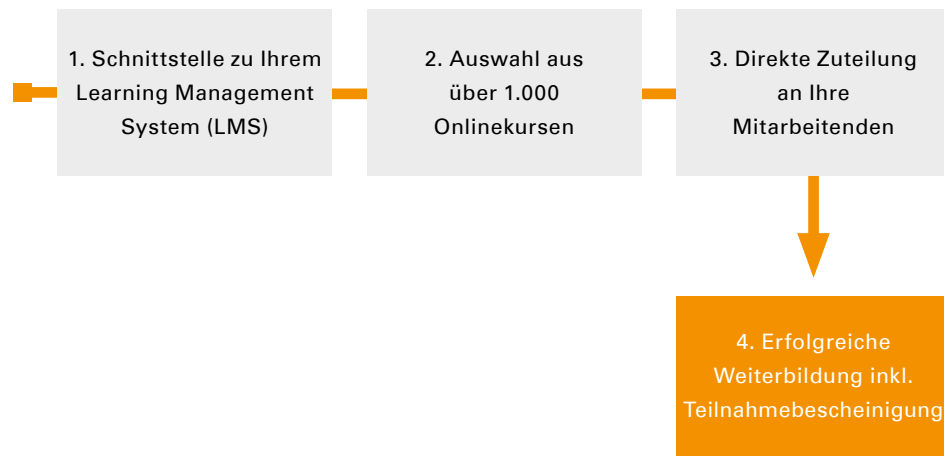 1. Schnittstelle zu Ihrem
Learning Management
System (LMS)
2. Auswahl aus
über 1.000
Onlinekursen
3. Direkte Zuteilung
an Ihre
Mitarbeitenden
4. Erfolgreiche
Weiterbildung inkl.
Teilnahmebescheinigung